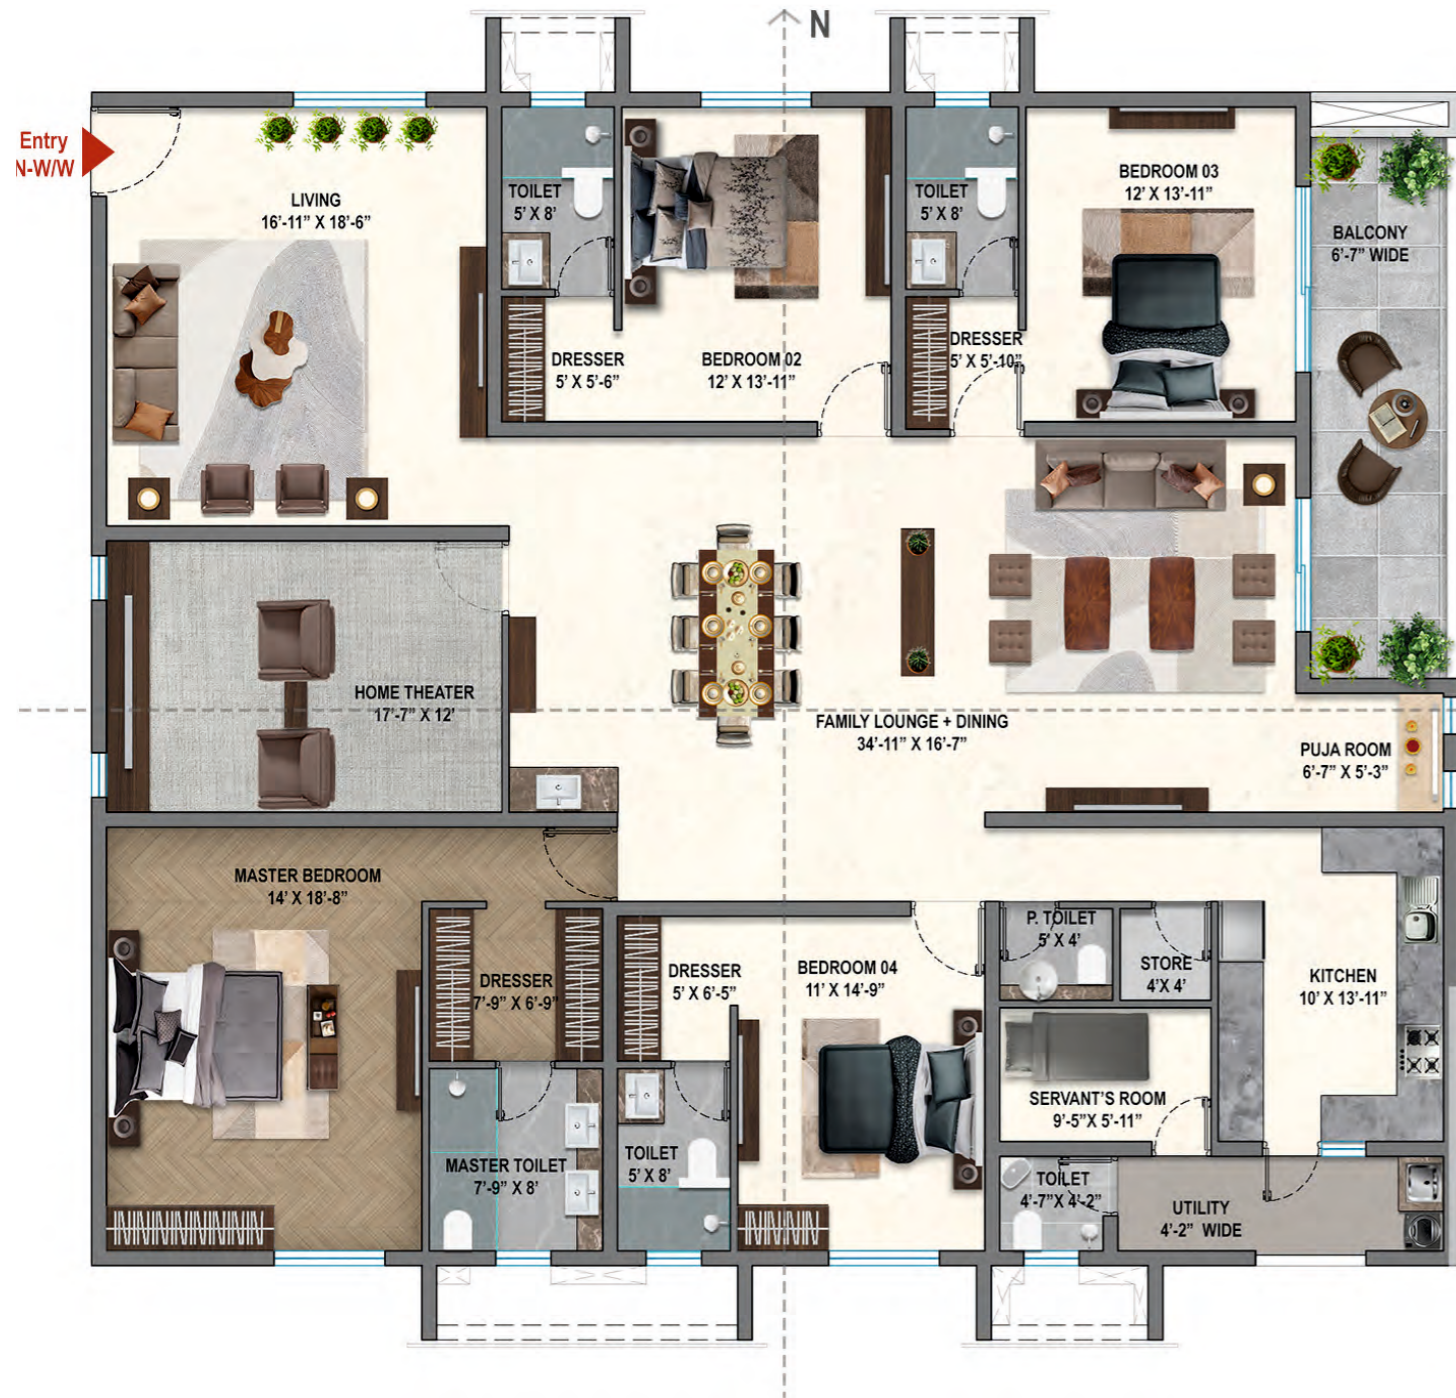 N
Entry
N-W/W
LIVING
16'-11" X 18'-6"
TOILET
5' X 8'
DRESSER
5' X 5'-6"
BEDROOM 02
12' X 13'-11"
TOILET
5' X 8'
DRESSER
5' X 5'-10"
BEDROOM 03
12' X 13'-11"
BALCONY
6'-7" WIDE
HOME THEATER
17'-7" X 12'
FAMILY LOUNGE + DINING
34'-11" X 16'-7"
PUJA ROOM
6'-7" X 5'-3"
MASTER BEDROOM
14' X 18'-8"
DRESSER
7'-9" X 6'-9"
MASTER TOILET
7'-9" X 8'
DRESSER
5' X 6'-5"
TOILET
5' X 8'
BEDROOM 04
11' X 14'-9"
P. TOILET
5' X 4'
STORE
4'X 4'
SERVANT'S ROOM
9'-5"X 5'-11"
KITCHEN
10' X 13'-11"
TOILET
4'-7"X 4'-2"
UTILITY
4'-2" WIDE